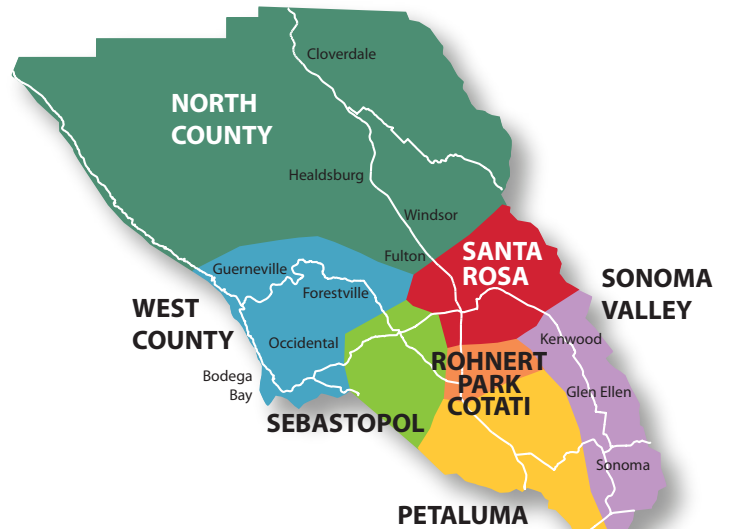 Cloverdale
NORTH
COUNTY
Healdsburg
Windsor
Fulton
SANTA
ROSA
Guerneville
Forestville
SONOMA
VALLEY
WEST
COUNTY
Occidental
Kenwood
ROHNERT
PARK
COTATI
Bodega
Bay
Glen Ellen
SEBASTOPOL
Sonoma
PETALUMA